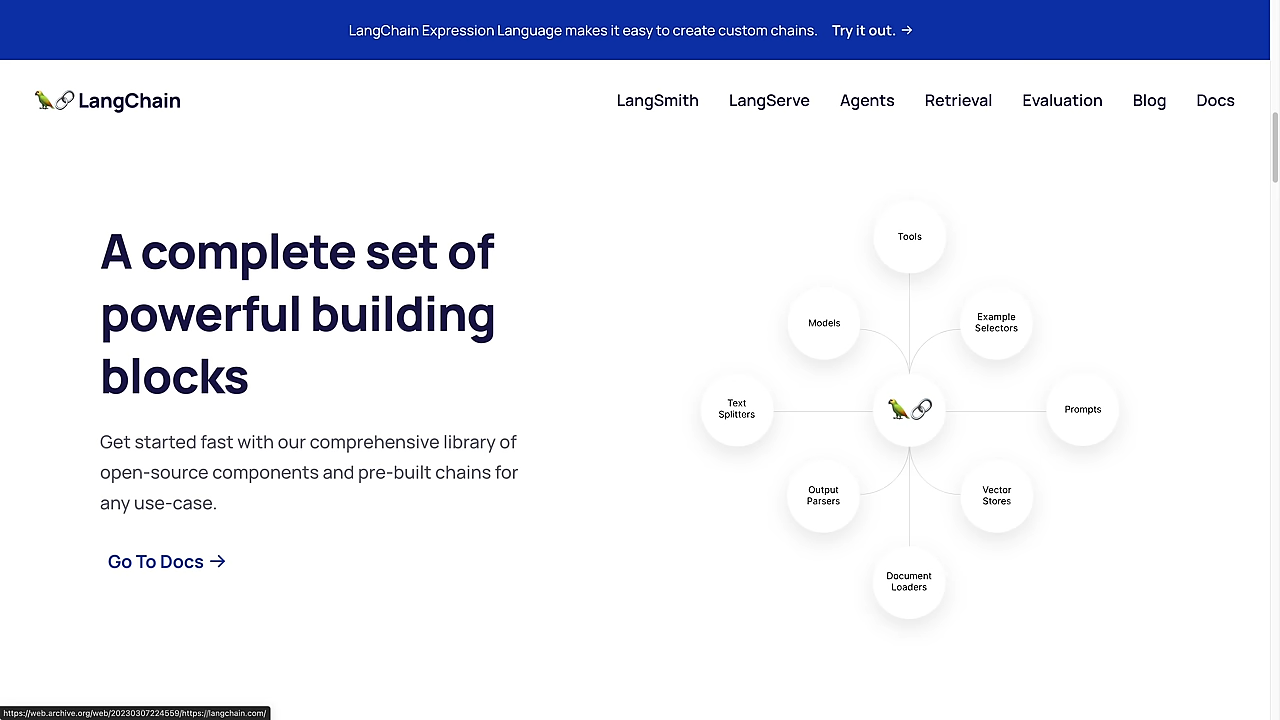 LangChain Expression Language makes it easy to create custom chains. Try it out. →
LangChain
LangSmith LangServe Agents Retrieval Evaluation Blog Docs
A complete set of
powerful building
blocks
Get started fast with our comprehensive library of
open-source components and pre-built chains for
any use-case.
Go To Docs →
Tools
Models
Example
Selectors
Text
Splitters
Prompts
Output
Parsers
Vector
Stores
Document
Loaders
https://web.archive.org/web/20230307224559/https://langchain.com/